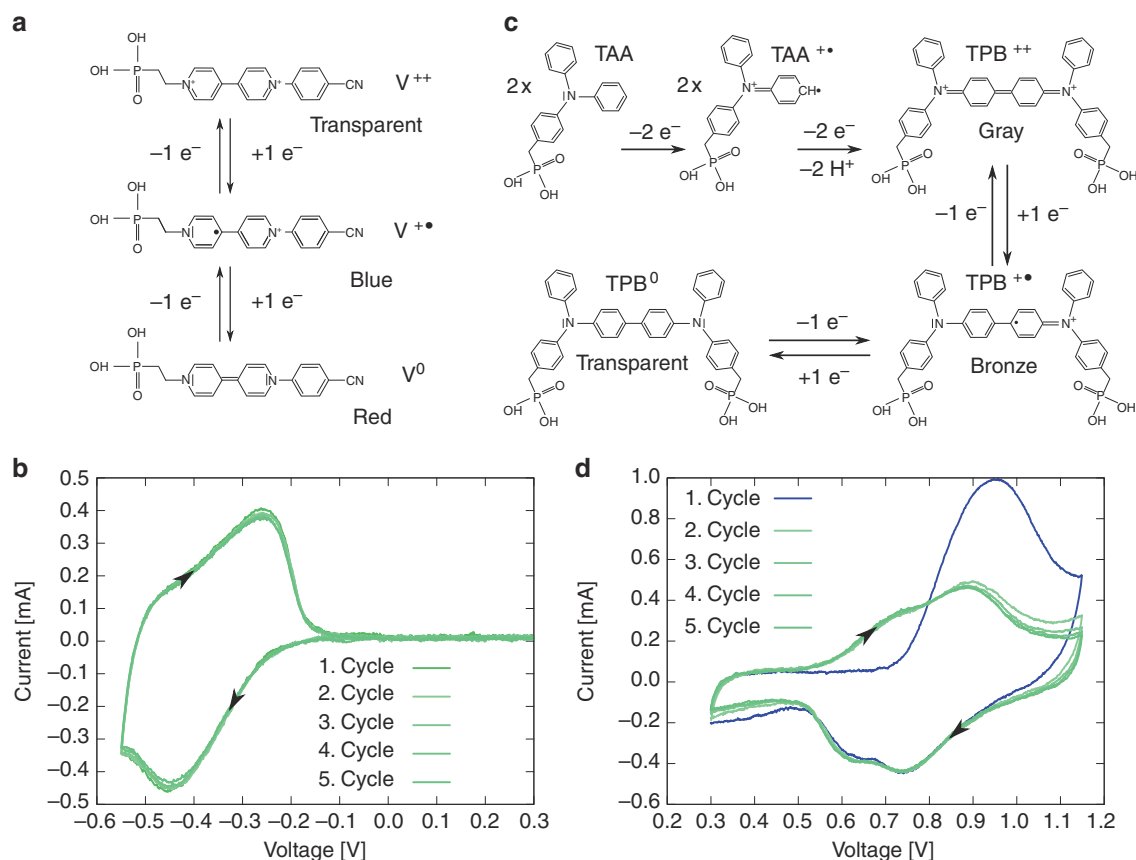 a
OH
OH
P
O
N⁺
N⁺
CN
V⁺⁺
Transparent
−1 e⁻
+1 e⁻
OH
OH
P
O
N
N⁺
CN
V⁺•
Blue
−1 e⁻
+1 e⁻
OH
OH
P
O
N
N
CN
V⁰
Red
c
TAA
2x
N
P
O
OH
OH
−2 e⁻
TAA⁺•
2x
N⁺
CH•
P
O
OH
OH
−2 e⁻
−2 H⁺
TPB⁺⁺
N⁺
N⁺
Gray
O
P
OH
OH
O
P
OH
OH
−1 e⁻
+1 e⁻
TPB⁰
N
N
Transparent
P
O
OH
OH
O
P
OH
OH
−1 e⁻
+1 e⁻
TPB⁺•
N
N⁺
Bronze
P
O
OH
OH
O
P
OH
OH
b
0.5
0.4
0.3
0.2
0.1
0.0
−0.1
−0.2
−0.3
−0.4
−0.5
Current [mA]
1. Cycle
2. Cycle
3. Cycle
4. Cycle
5. Cycle
−0.6 −0.5 −0.4 −0.3 −0.2 −0.1 0.0 0.1 0.2 0.3
Voltage [V]
d
1.0
0.8
0.6
0.4
0.2
0.0
−0.2
−0.4
−0.6
Current [mA]
1. Cycle
2. Cycle
3. Cycle
4. Cycle
5. Cycle
0.2 0.3 0.4 0.5 0.6 0.7 0.8 0.9 1.0 1.1 1.2
Voltage [V]